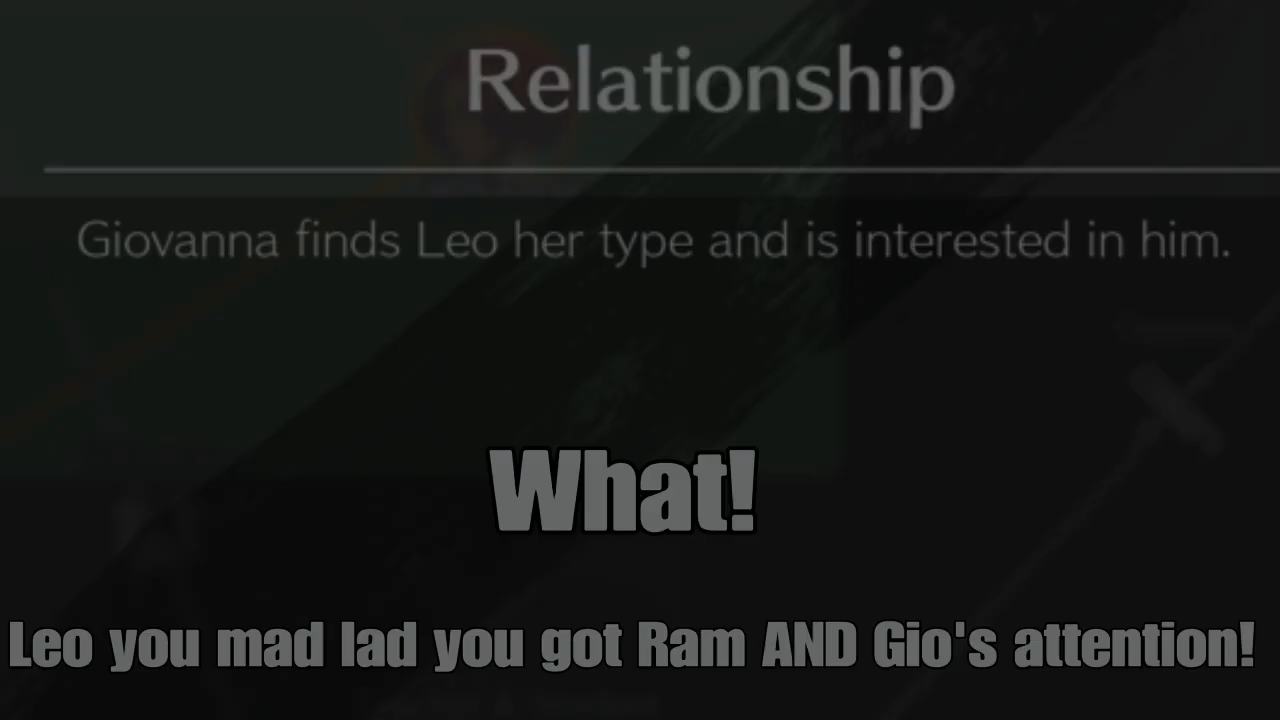 Relationship
Giovanna finds Leo her type and is interested in him.
What!
Leo you mad lad you got Ram AND Gio's attention!